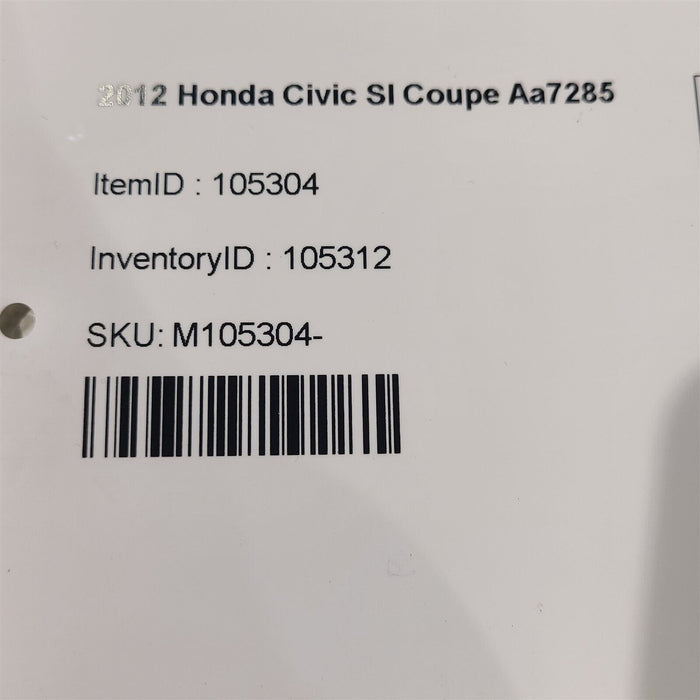 2012 Honda Civic SI Coupe Aa7285
ItemID : 105304
InventoryID : 105312
SKU: M105304-